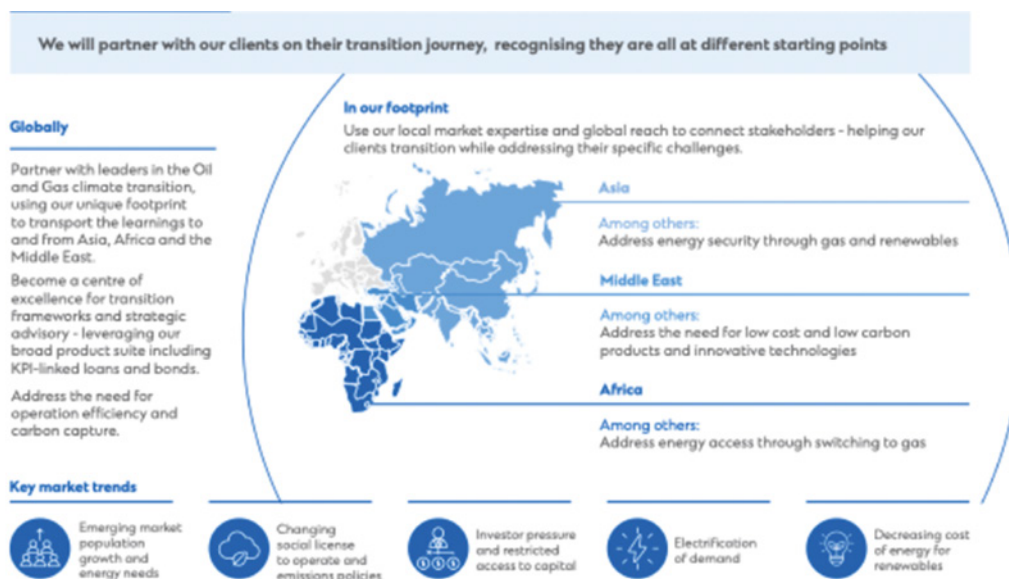 We will partner with our clients on their transition journey, recognising they are all at different starting points
Globally
Partner with leaders in the Oil
and Gas climate transition,
using our unique footprint
to transport the learnings to
and from Asia, Africa and the
Middle East.
Become a centre of
excellence for transition
frameworks and strategic
advisory - leveraging our
broad product suite including
KPI-linked loans and bonds.
Address the need for
operation efficiency and
carbon capture.
In our footprint
Use our local market expertise and global reach to connect stakeholders - helping our
clients transition while addressing their specific challenges.
Asia
Among others:
Address energy security through gas and renewables
Middle East
Among others:
Address the need for low cost and low carbon
products and innovative technologies
Africa
Among others:
Address energy access through switching to gas
Key market trends
Emerging market
population
growth and
energy needs
Changing
social license
to operate and
emissions policies
Investor pressure
and restricted
access to capital
Electrification
of demand
Decreasing cost
of energy for
renewables